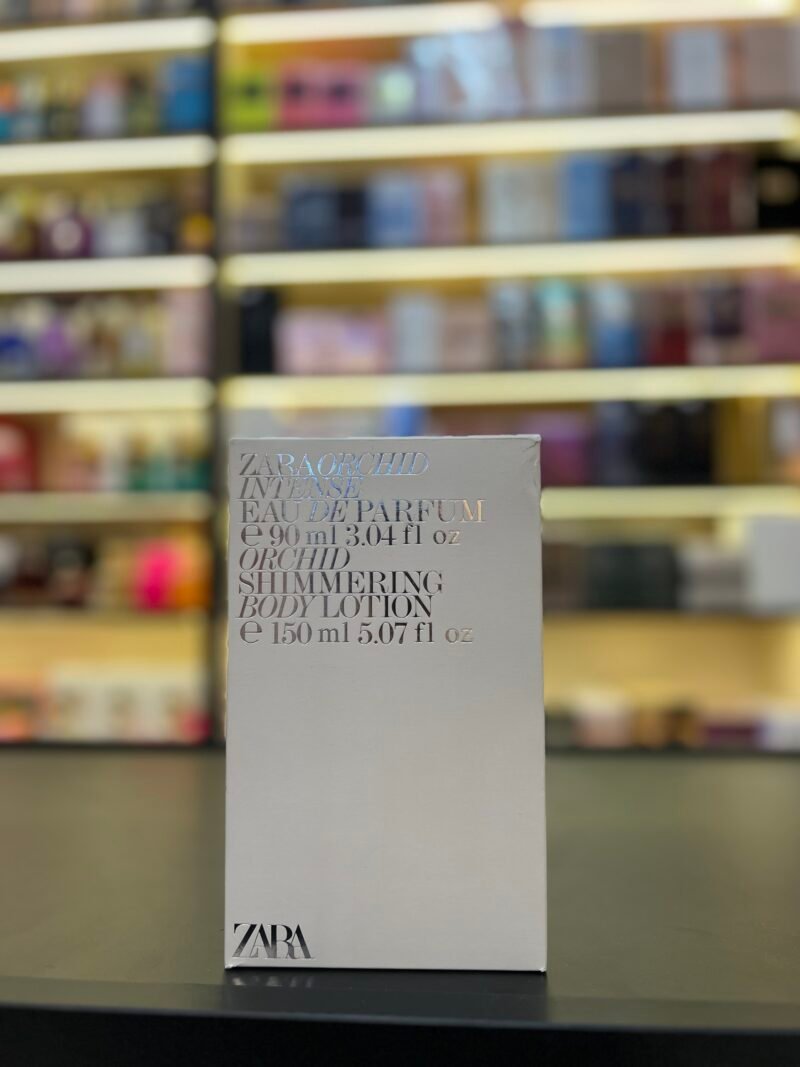 ZARA ORCHID
INTENSE
EAU DE PARFUM
℮ 90 ml 3.04 fl oz
ORCHID
SHIMMERING
BODY LOTION
℮ 150 ml 5.07 fl oz
ZARA